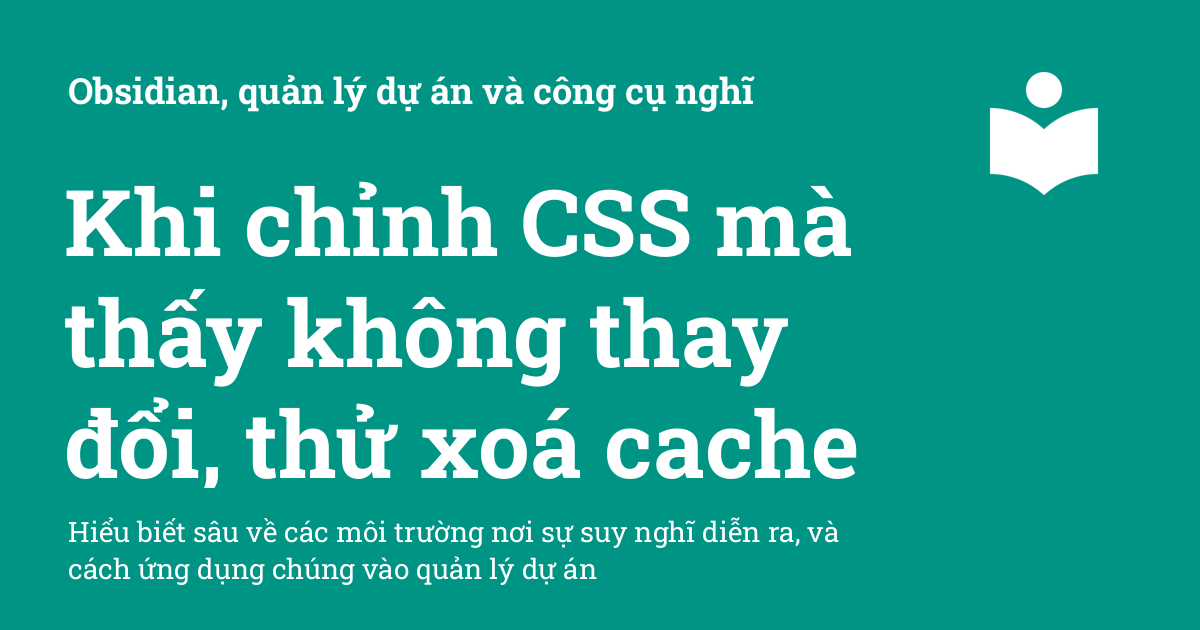 Obsidian, quản lý dự án và công cụ nghĩ
Khi chỉnh CSS mà
thấy không thay
đổi, thử xoá cache
Hiểu biết sâu về các môi trường nơi sự suy nghĩ diễn ra, và
cách ứng dụng chúng vào quản lý dự án